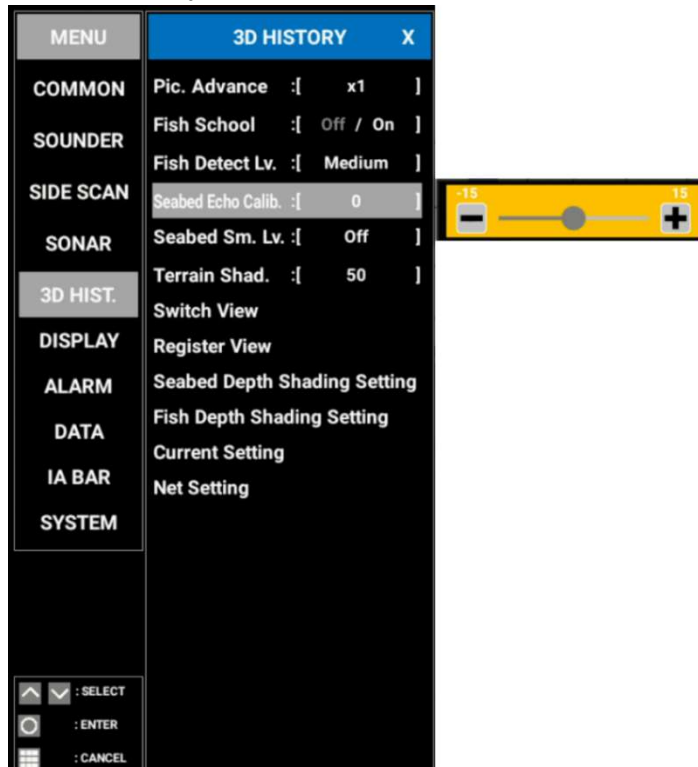 MENU
COMMON
SOUNDER
SIDE SCAN
SONAR
3D HIST.
DISPLAY
ALARM
DATA
IA BAR
SYSTEM
: SELECT
: ENTER
: CANCEL
3D HISTORY X
Pic. Advance :[ x1 ]
Fish School :[ Off / On ]
Fish Detect Lv. :[ Medium ]
Seabed Echo Calib. :[ 0 ]
Seabed Sm. Lv. :[ Off ]
Terrain Shad. :[ 50 ]
Switch View
Register View
Seabed Depth Shading Setting
Fish Depth Shading Setting
Current Setting
Net Setting
-15 15